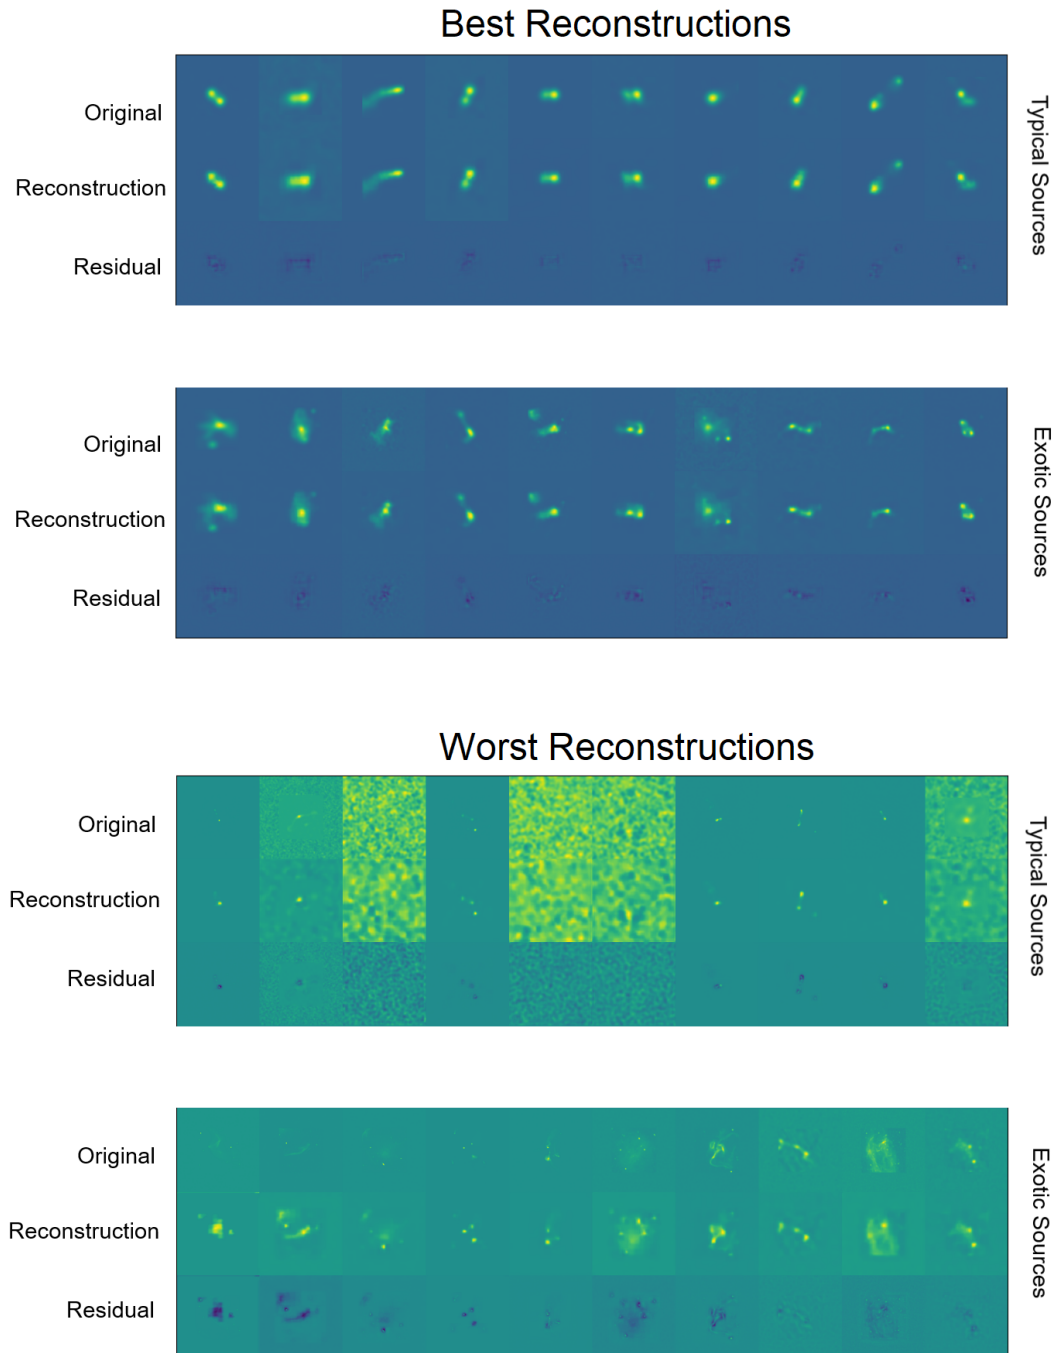 Best Reconstructions
Original
Reconstruction
Residual
Typical Sources
Original
Reconstruction
Residual
Exotic Sources
Worst Reconstructions
Original
Reconstruction
Residual
Typical Sources
Original
Reconstruction
Residual
Exotic Sources